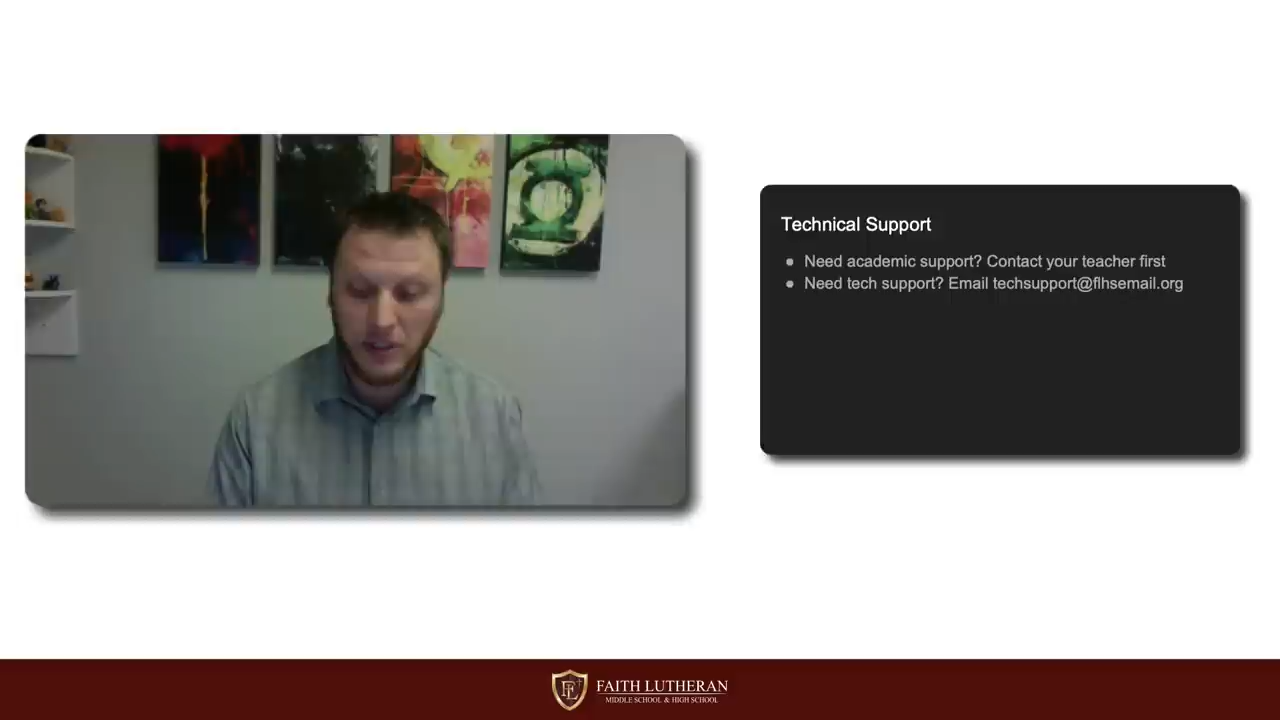 Technical Support
Need academic support? Contact your teacher first
Need tech support? Email techsupport@flhsemail.org
FL
FAITH LUTHERAN
MIDDLE SCHOOL & HIGH SCHOOL